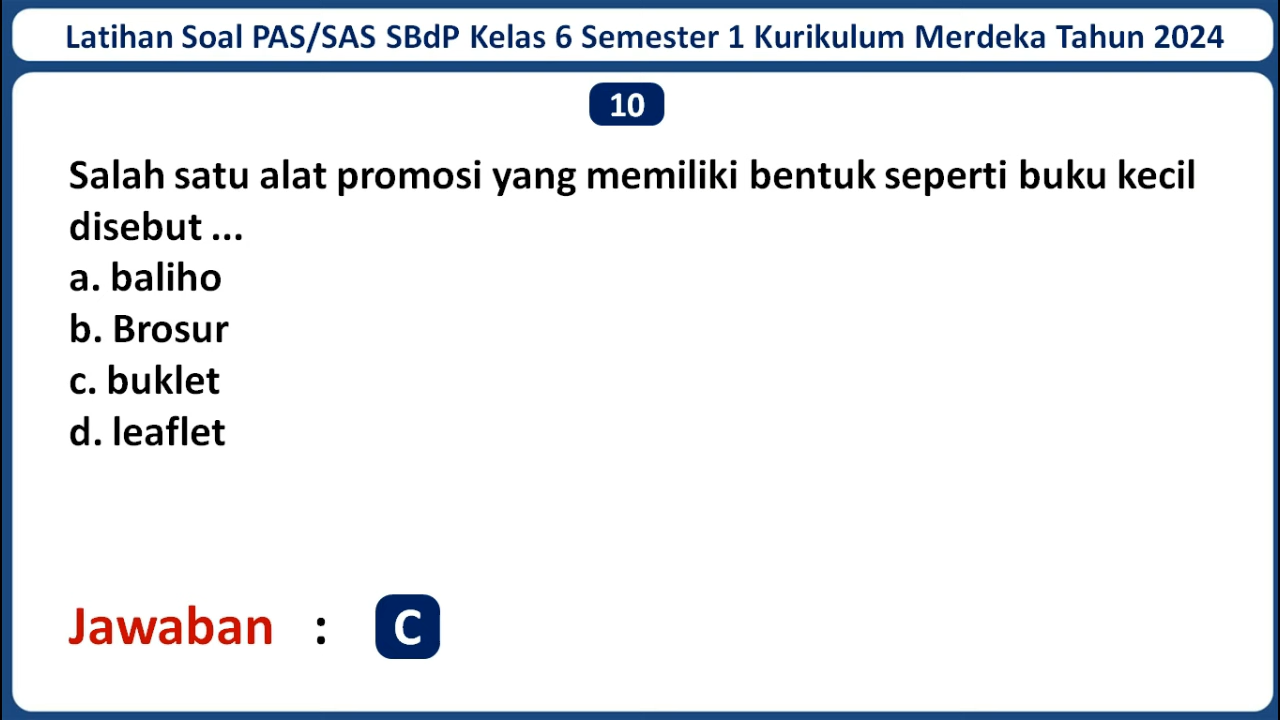 Latihan Soal PAS/SAS SBdP Kelas 6 Semester 1 Kurikulum Merdeka Tahun 2024
10
Salah satu alat promosi yang memiliki bentuk seperti buku kecil
disebut ...
a. baliho
b. Brosur
c. buklet
d. leaflet
Jawaban : C